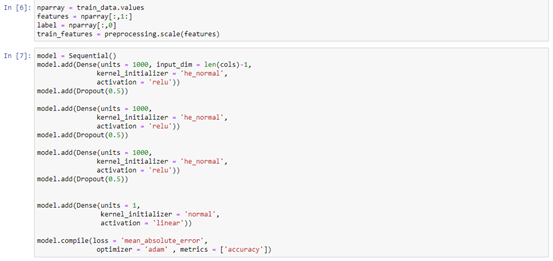 In [6]: nparray = train_data.values
features = nparray[:,1:]
label = nparray[:,0]
train_features = preprocessing.scale(features)
In [7]: model = Sequential()
model.add(Dense(units = 1000, input_dim = len(cols)-1,
kernel_initializer = 'he_normal',
activation = 'relu'))
model.add(Dropout(0.5))
model.add(Dense(units = 1000,
kernel_initializer = 'he_normal',
activation = 'relu'))
model.add(Dropout(0.5))
model.add(Dense(units = 1000,
kernel_initializer = 'he_normal',
activation = 'relu'))
model.add(Dropout(0.5))
model.add(Dense(units = 1,
kernel_initializer = 'normal',
activation = 'linear'))
model.compile(loss = 'mean_absolute_error',
optimizer = 'adam' , metrics = ['accuracy'])